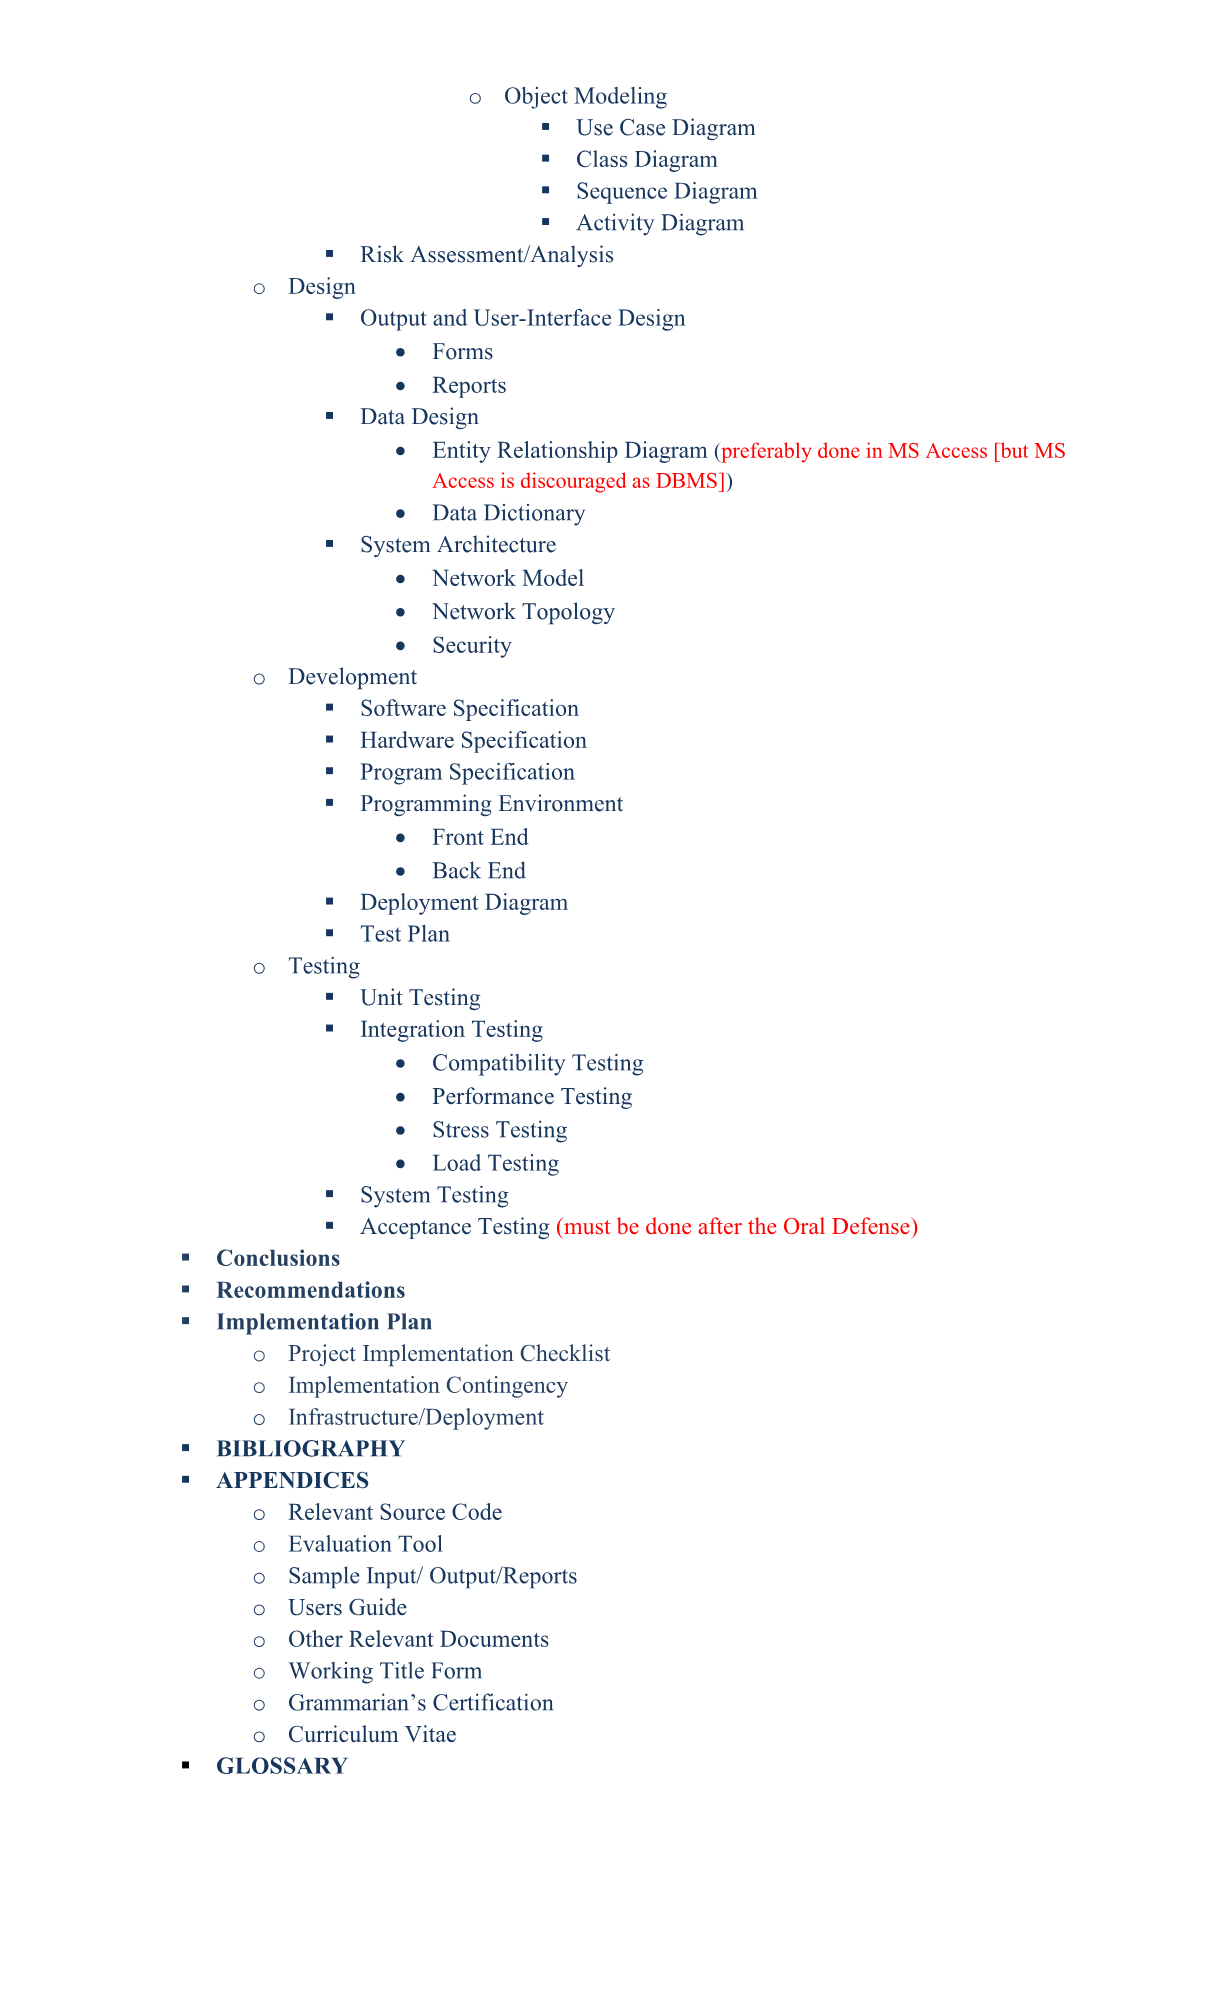 o Object Modeling
▪ Use Case Diagram
▪ Class Diagram
▪ Sequence Diagram
▪ Activity Diagram
▪ Risk Assessment/Analysis
o Design
▪ Output and User-Interface Design
• Forms
• Reports
▪ Data Design
• Entity Relationship Diagram (preferably done in MS Access [but MS
Access is discouraged as DBMS])
• Data Dictionary
▪ System Architecture
• Network Model
• Network Topology
• Security
o Development
▪ Software Specification
▪ Hardware Specification
▪ Program Specification
▪ Programming Environment
• Front End
• Back End
▪ Deployment Diagram
▪ Test Plan
o Testing
▪ Unit Testing
▪ Integration Testing
• Compatibility Testing
• Performance Testing
• Stress Testing
• Load Testing
▪ System Testing
▪ Acceptance Testing (must be done after the Oral Defense)
▪ Conclusions
▪ Recommendations
▪ Implementation Plan
o Project Implementation Checklist
o Implementation Contingency
o Infrastructure/Deployment
▪ BIBLIOGRAPHY
▪ APPENDICES
o Relevant Source Code
o Evaluation Tool
o Sample Input/ Output/Reports
o Users Guide
o Other Relevant Documents
o Working Title Form
o Grammarian’s Certification
o Curriculum Vitae
▪ GLOSSARY